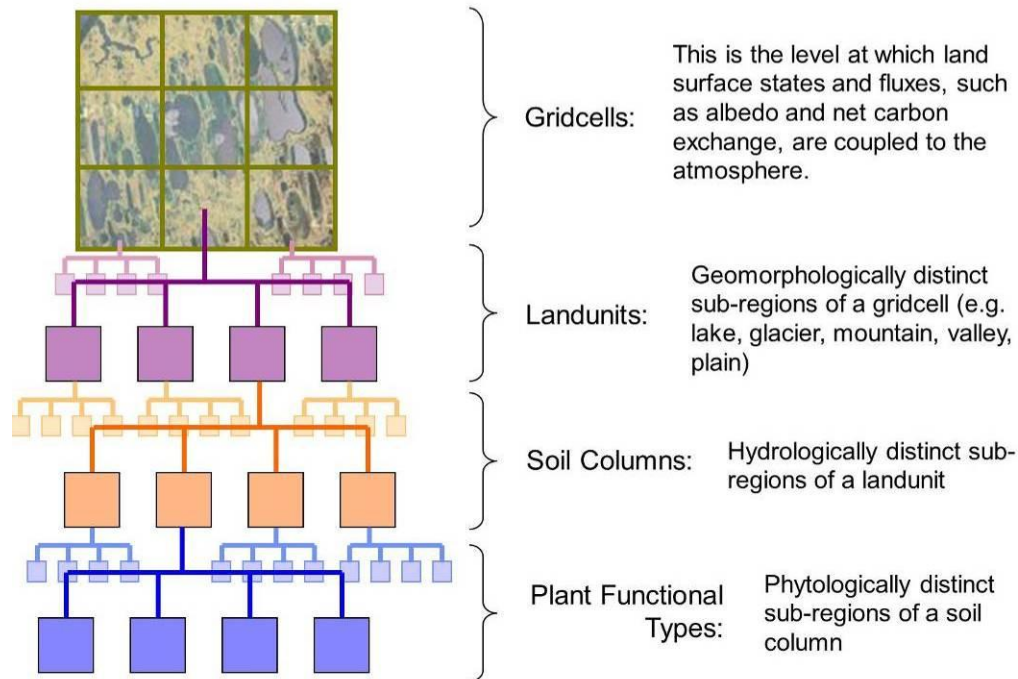 Gridcells:
This is the level at which land
surface states and fluxes, such
as albedo and net carbon
exchange, are coupled to the
atmosphere.
Landunits:
Geomorphologically distinct
sub-regions of a gridcell (e.g.
lake, glacier, mountain, valley,
plain)
Soil Columns:
Hydrologically distinct sub-
regions of a landunit
Plant Functional
Types:
Phytologically distinct
sub-regions of a soil
column